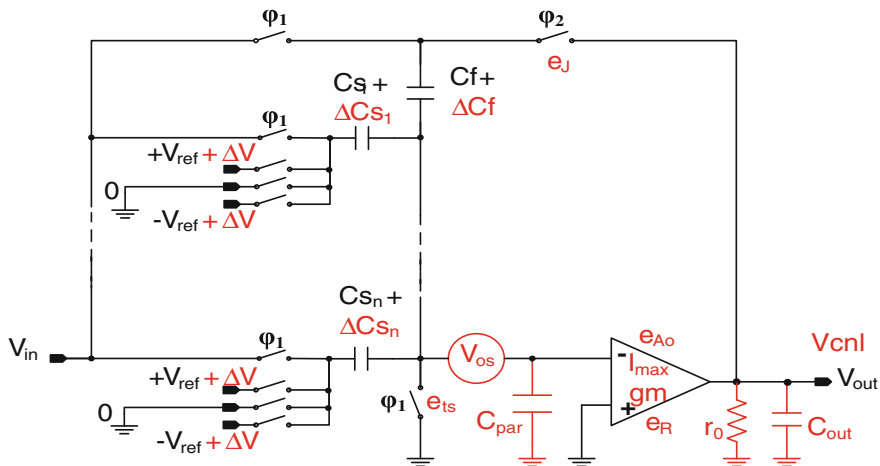 φ1 φ2
eJ
Cs1+ Cf+
ΔCs1 ΔCf
φ1
+Vref + ΔV
0
-Vref + ΔV
Csn+
ΔCsn
φ1
Vin
+Vref + ΔV
0
-Vref + ΔV
φ1 ets
Vos
Cpar
eAo
- Imax
gm
+
eR
Vcnl
Vout
r0 Cout